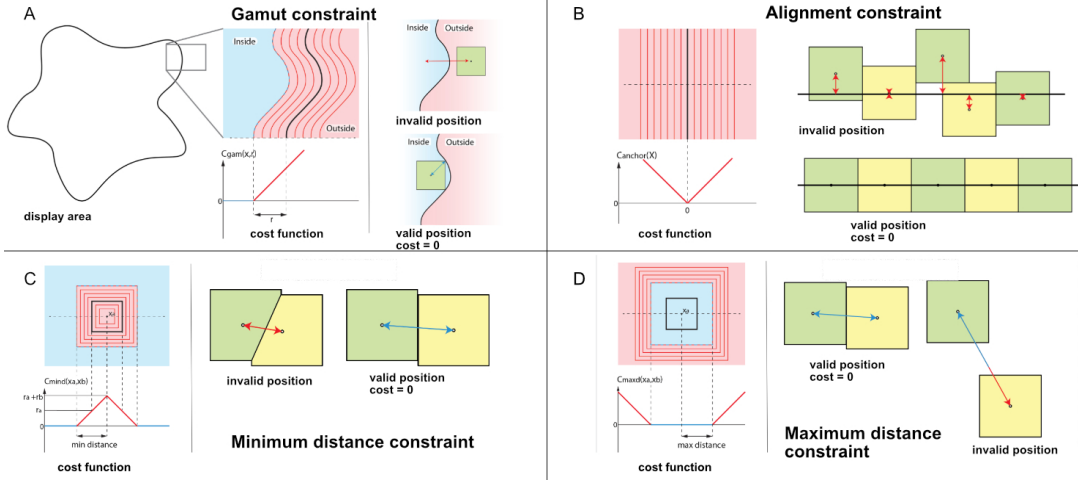 A
Gamut constraint
Inside
Outside
Cgam(x,r)
0
r
display area
cost function
Inside
Outside
invalid position
Inside
Outside
valid position
cost = 0
B
Alignment constraint
Canchor(X)
0
0
cost function
invalid position
valid position
cost = 0
C
xa
Cmind(xa,xb)
ra +rb
ra
0
min distance
cost function
invalid position
valid position
cost = 0
Minimum distance constraint
D
xa
Cmaxd(xa,xb)
0
max distance
cost function
valid position
cost = 0
Maximum distance
constraint
invalid position